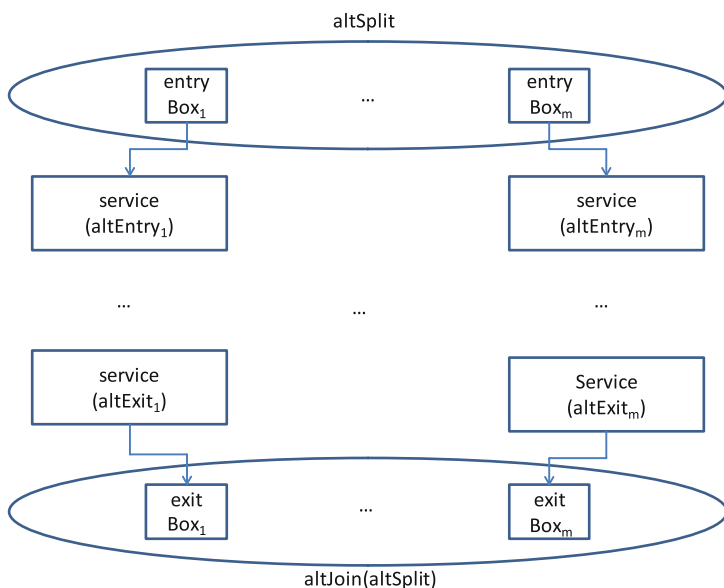 altSplit
entry
Box1
...
entry
Boxm
service
(altEntry1)
service
(altEntrym)
...
...
...
service
(altExit1)
Service
(altExitm)
exit
Box1
...
exit
Boxm
altJoin(altSplit)